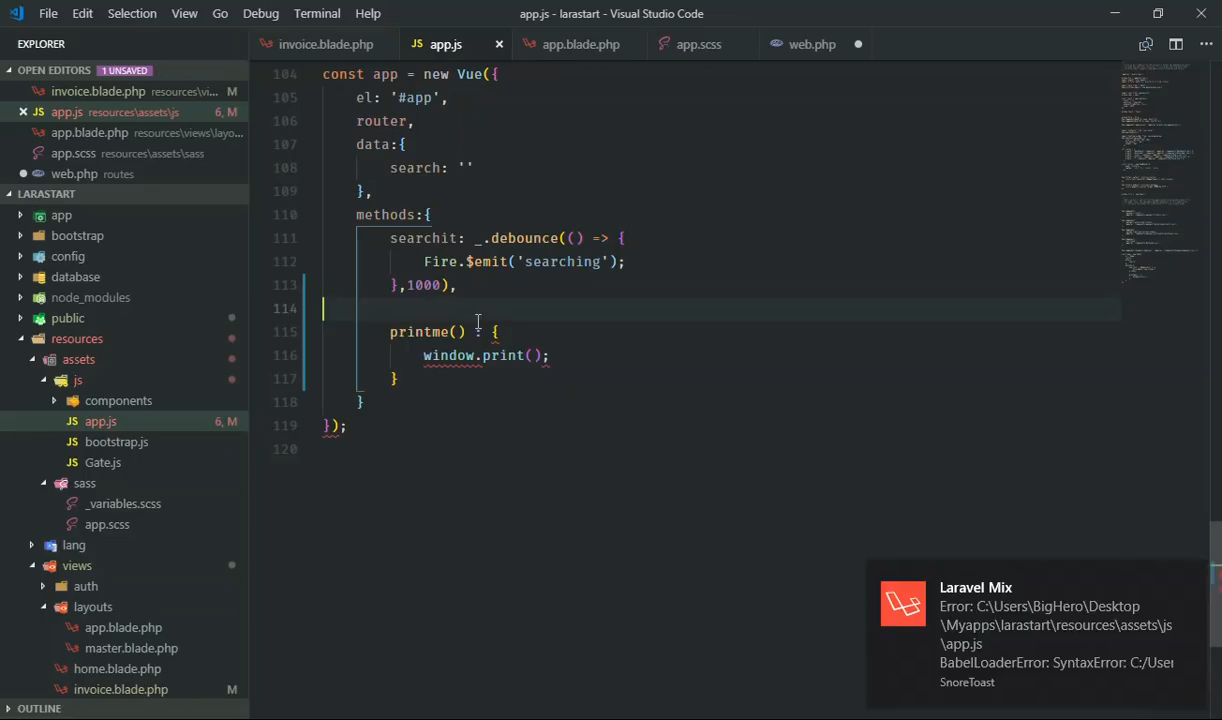 File Edit Selection View Go Debug Terminal Help
app.js - larastart - Visual Studio Code
EXPLORER
invoice.blade.php
JS app.js
app.blade.php
app.scss
web.php
OPEN EDITORS 1 UNSAVED
invoice.blade.php resources\vi... M
JS app.js resources\assets\js 6, M
app.blade.php resources\views\layo...
app.scss resources\assets\sass
web.php routes
LARASTART
app
bootstrap
config
database
node_modules
public
resources
assets
js
components
JS app.js 6, M
JS bootstrap.js
JS Gate.js
sass
_variables.scss
app.scss
lang
views
auth
layouts
app.blade.php
master.blade.php
home.blade.php
invoice.blade.php M
OUTLINE
104 const app = new Vue({
105 el: '#app',
106 router,
107 data:{
108 search: ''
109 },
110 methods:{
111 searchit: _.debounce(() => {
112 Fire.$emit('searching');
113 },1000),
114
115 printme() : {
116 window.print();
117 }
118 }
119 });
120
Laravel Mix
Error: C:\Users\BigHero\Desktop
\Myapps\larastart\resources\assets\js
\app.js
BabelLoaderError: SyntaxError: C:/User
SnoreToast